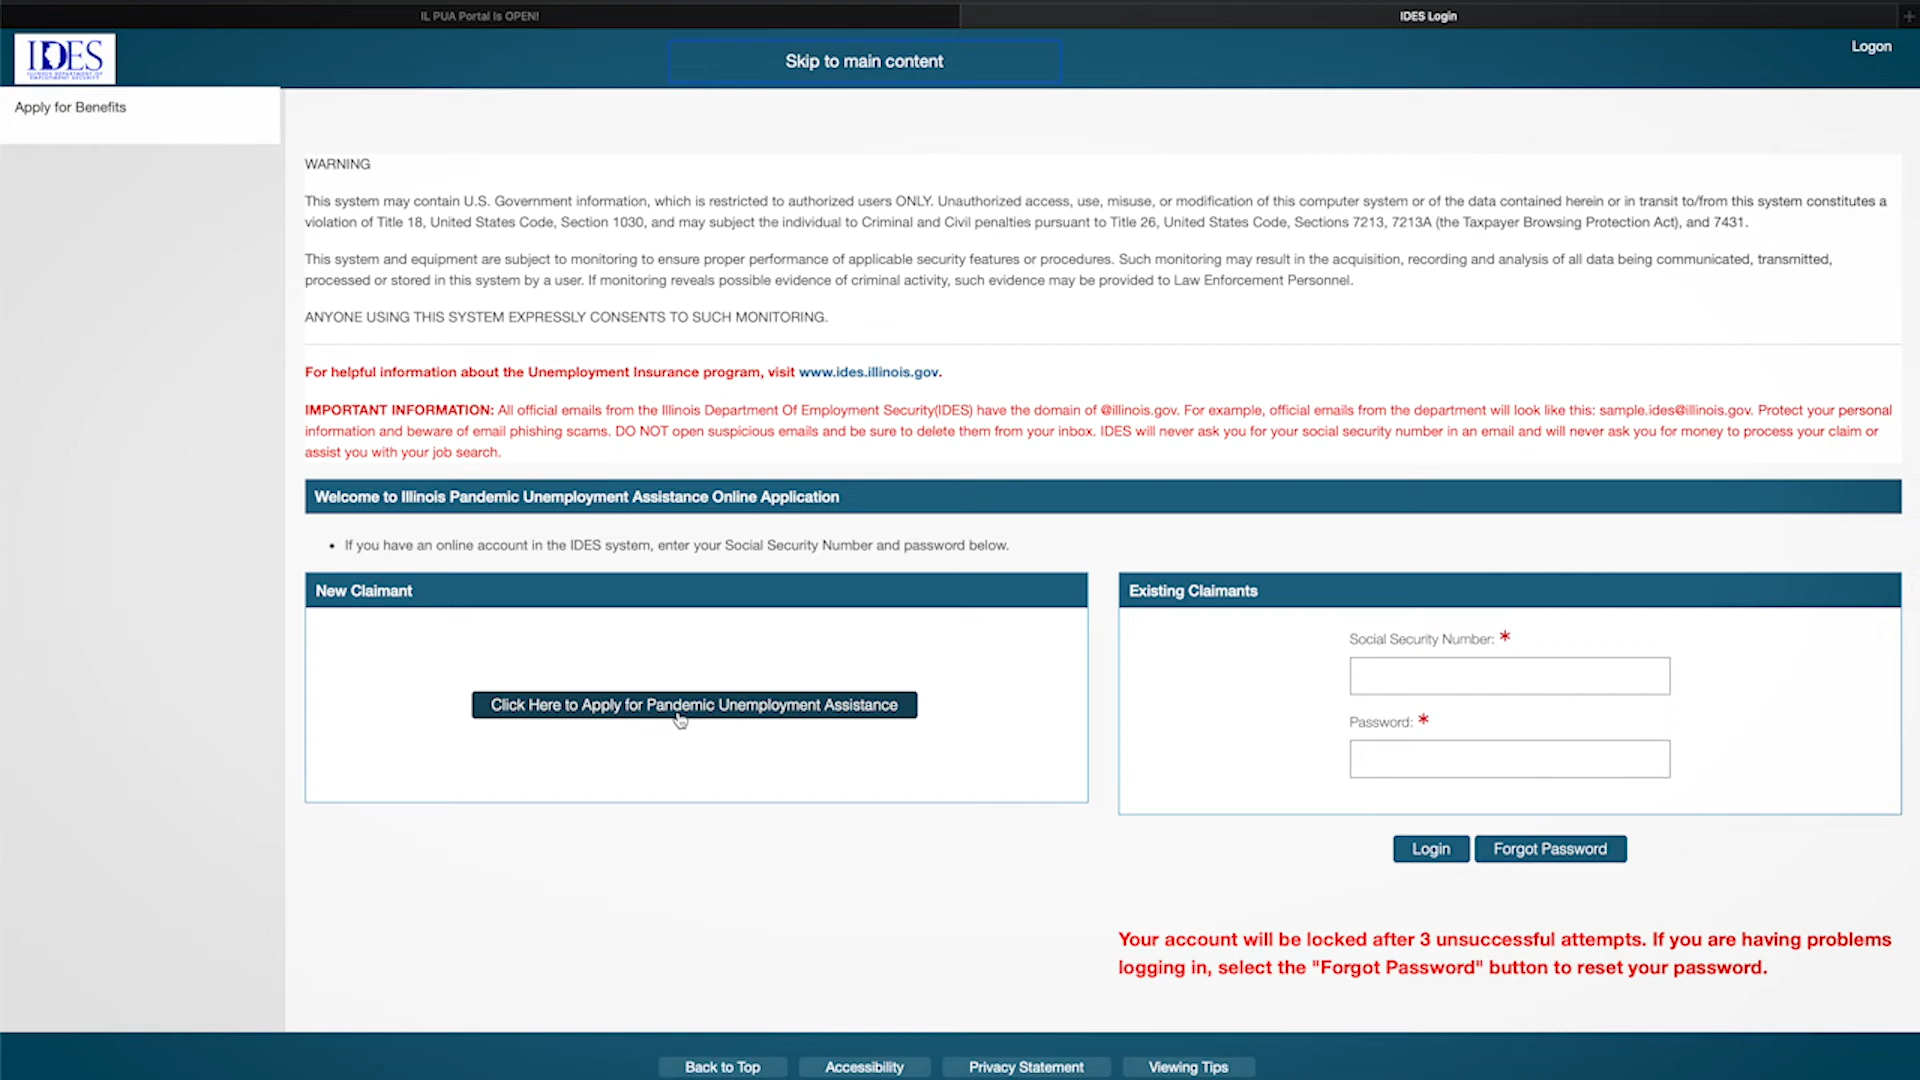 IL PUA Portal Is OPEN!
IDES Login
IDES
ILLINOIS DEPARTMENT OF
EMPLOYMENT SECURITY
Skip to main content
Logon
Apply for Benefits
WARNING
This system may contain U.S. Government information, which is restricted to authorized users ONLY. Unauthorized access, use, misuse, or modification of this computer system or of the data contained herein or in transit to/from this system constitutes a
violation of Title 18, United States Code, Section 1030, and may subject the individual to Criminal and Civil penalties pursuant to Title 26, United States Code, Sections 7213, 7213A (the Taxpayer Browsing Protection Act), and 7431.
This system and equipment are subject to monitoring to ensure proper performance of applicable security features or procedures. Such monitoring may result in the acquisition, recording and analysis of all data being communicated, transmitted,
processed or stored in this system by a user. If monitoring reveals possible evidence of criminal activity, such evidence may be provided to Law Enforcement Personnel.
ANYONE USING THIS SYSTEM EXPRESSLY CONSENTS TO SUCH MONITORING.
For helpful information about the Unemployment Insurance program, visit www.ides.illinois.gov.
IMPORTANT INFORMATION: All official emails from the Illinois Department Of Employment Security(IDES) have the domain of @illinois.gov. For example, official emails from the department will look like this: sample.ides@illinois.gov. Protect your personal
information and beware of email phishing scams. DO NOT open suspicious emails and be sure to delete them from your inbox. IDES will never ask you for your social security number in an email and will never ask you for money to process your claim or
assist you with your job search.
Welcome to Illinois Pandemic Unemployment Assistance Online Application
• If you have an online account in the IDES system, enter your Social Security Number and password below.
New Claimant
Click Here to Apply for Pandemic Unemployment Assistance
Existing Claimants
Social Security Number: *
Password: *
Login
Forgot Password
Your account will be locked after 3 unsuccessful attempts. If you are having problems
logging in, select the "Forgot Password" button to reset your password.
Back to Top
Accessibility
Privacy Statement
Viewing Tips